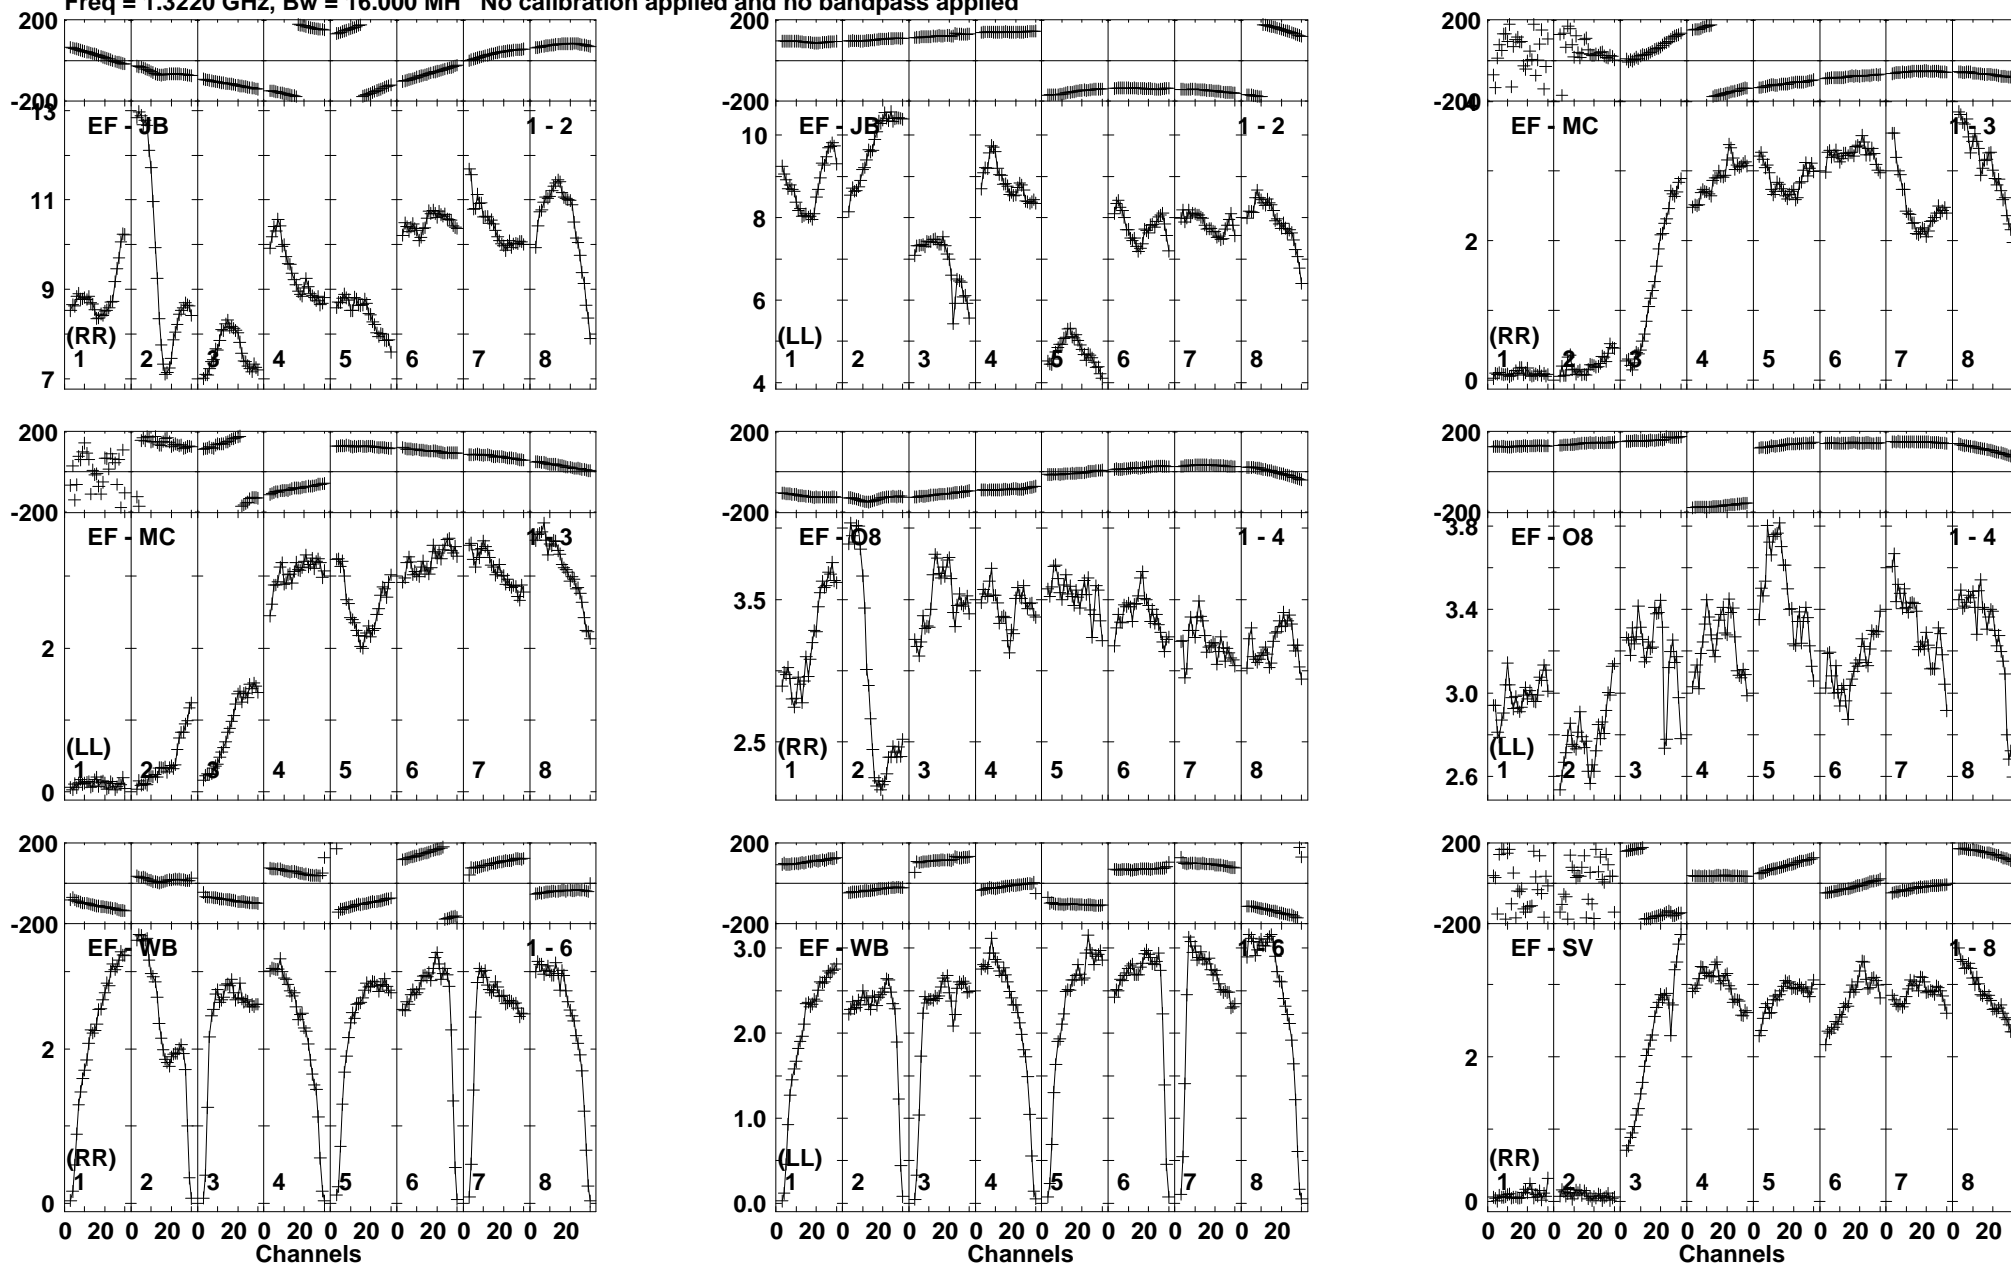 Freq = 1.3220 GHz, Bw = 16.000 MH No calibration applied and no bandpass applied
200
-200
13
11
9
7
EF - JB
1 - 2
(RR)
1 2 3 4 5 6 7 8
200
-200
10
8
6
4
EF - JB
1 - 2
(LL)
1 2 3 4 5 6 7 8
200
-200
4
2
0
EF - MC
1 - 3
(RR)
1 2 3 4 5 6 7 8
200
-200
2
0
EF - MC
1 - 3
(LL)
1 2 3 4 5 6 7 8
200
-200
3.5
2.5
EF - O8
1 - 4
(RR)
1 2 3 4 5 6 7 8
200
-200
3.8
3.4
3.0
2.6
EF - O8
1 - 4
(LL)
1 2 3 4 5 6 7 8
200
-200
2
0
EF - WB
1 - 6
(RR)
1 2 3 4 5 6 7 8
0 20 0 20 0 20 0 20 0 20 0 20 0 20 0 20
Channels
200
-200
3.0
2.0
1.0
0.0
EF - WB
1 - 6
(LL)
1 2 3 4 5 6 7 8
0 20 0 20 0 20 0 20 0 20 0 20 0 20 0 20
Channels
200
-200
2
0
EF - SV
1 - 8
(RR)
1 2 3 4 5 6 7 8
0 20 0 20 0 20 0 20 0 20 0 20 0 20 0 20
Channels